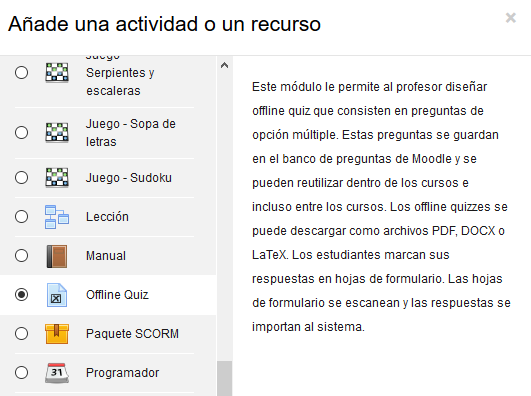 Añade una actividad o un recurso
×
Juego -
Serpientes y
escaleras
Juego - Sopa de
letras
Juego - Sudoku
Lección
Manual
Offline Quiz
Paquete SCORM
31
Programador
Este módulo le permite al profesor diseñar
offline quiz que consisten en preguntas de
opción múltiple. Estas preguntas se guardan
en el banco de preguntas de Moodle y se
pueden reutilizar dentro de los cursos e
incluso entre los cursos. Los offline quizzes se
puede descargar como archivos PDF, DOCX o
LaTeX. Los estudiantes marcan sus
respuestas en hojas de formulario. Las hojas
de formulario se escanean y las respuestas se
importan al sistema.